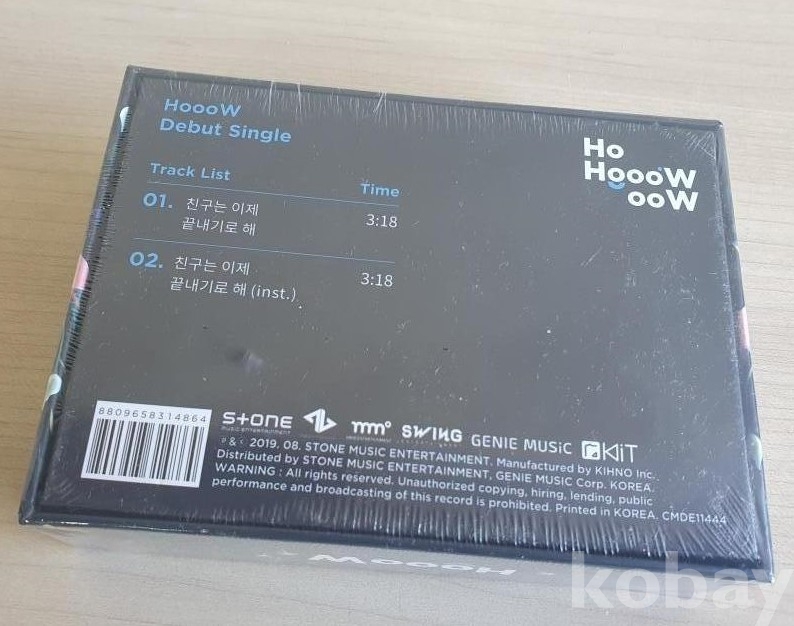 HoooW
Debut Single
Ho
HoooW
ooW
Track List
Time
01. 친구는 이제
끝내기로 해
3:18
02. 친구는 이제
끝내기로 해 (inst.)
3:18
8809658314864
STONE
MUSIC ENTERTAINMENT
mm°
SWING
GENIE MUSiC
KiT
℗ & © 2019. 08. STONE MUSIC ENTERTAINMENT. Manufactured by KIHNO Inc.
Distributed by STONE MUSIC ENTERTAINMENT, GENIE MUSIC Corp. KOREA.
WARNING : All rights reserved. Unauthorized copying, hiring, lending, public
performance and broadcasting of this record is prohibited. Printed in KOREA. CMDE11444
HOOOW
kobay